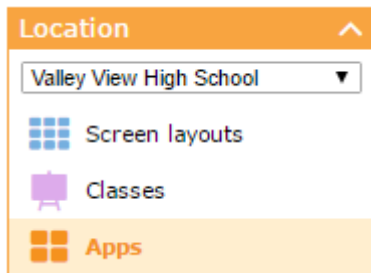 Location
Valley View High School
Screen layouts
Classes
Apps